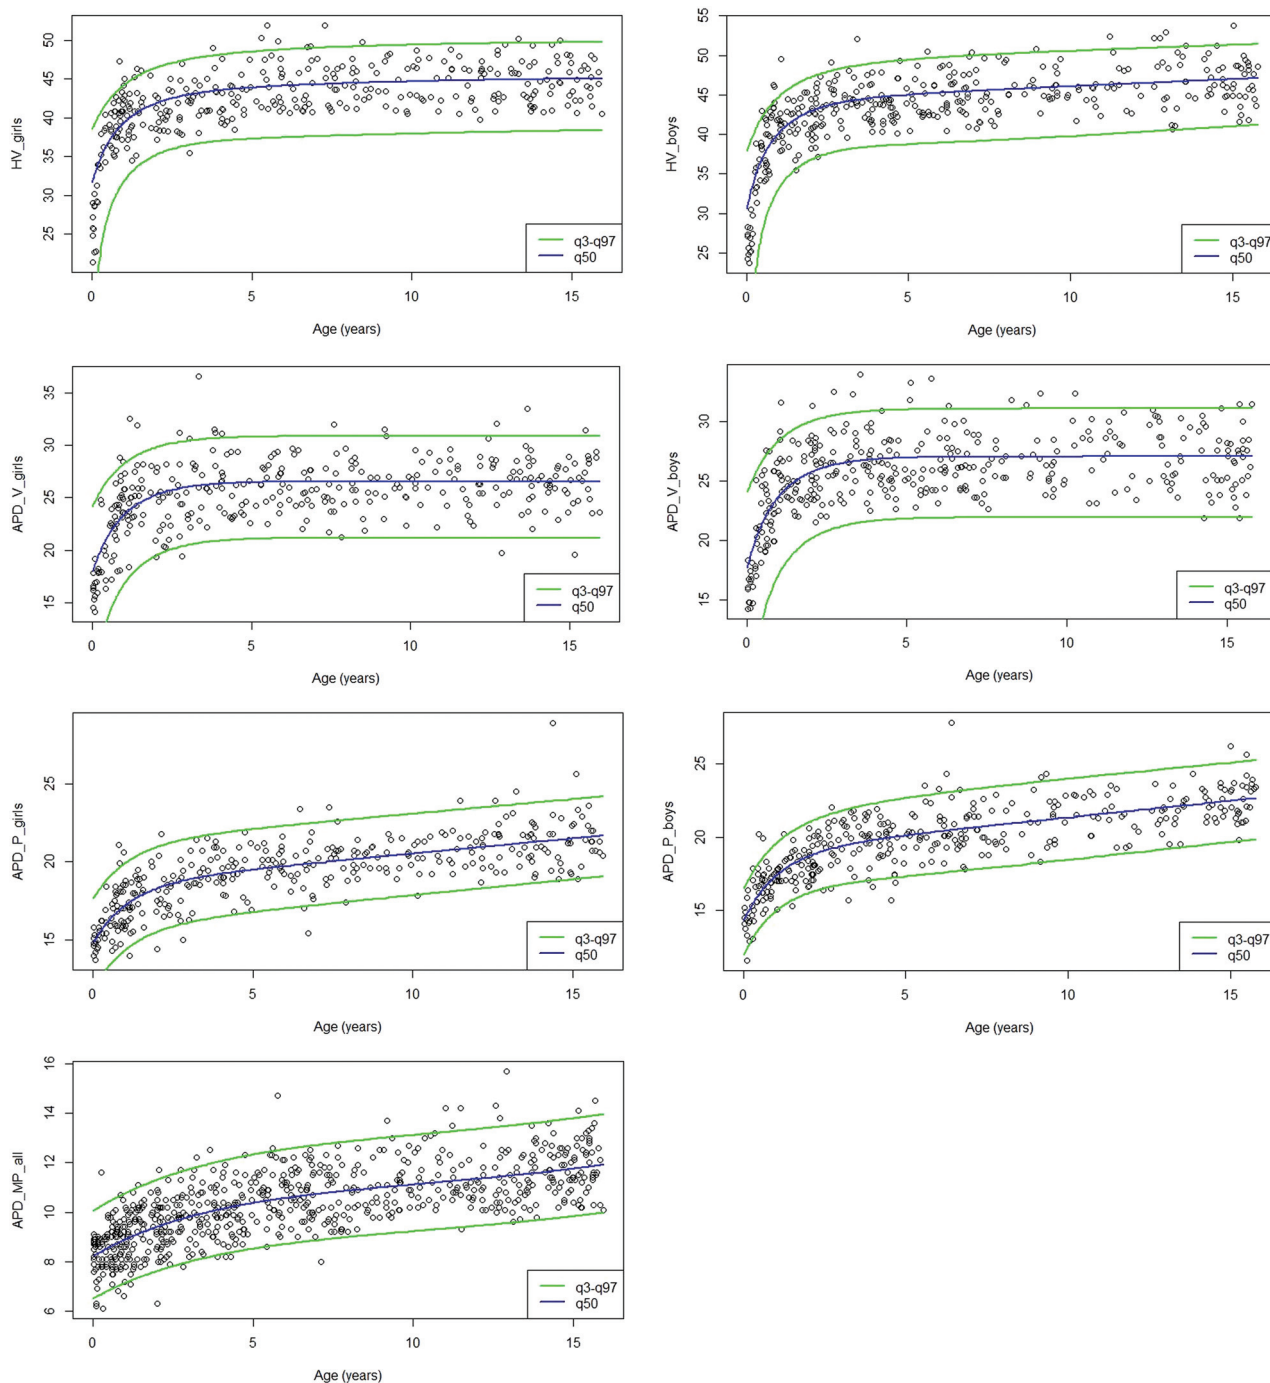 HV_girls
50
45
40
35
30
25
q3-q97
q50
0 5 10 15
Age (years)
HV_boys
55
50
45
40
35
30
25
q3-q97
q50
0 5 10 15
Age (years)
APD_V_girls
35
30
25
20
15
q3-q97
q50
0 5 10 15
Age (years)
APD_V_boys
30
25
20
15
q3-q97
q50
0 5 10 15
Age (years)
APD_P_girls
25
20
15
q3-q97
q50
0 5 10 15
Age (years)
APD_P_boys
25
20
15
q3-q97
q50
0 5 10 15
Age (years)
APD_MP_all
16
14
12
10
8
6
q3-q97
q50
0 5 10 15
Age (years)